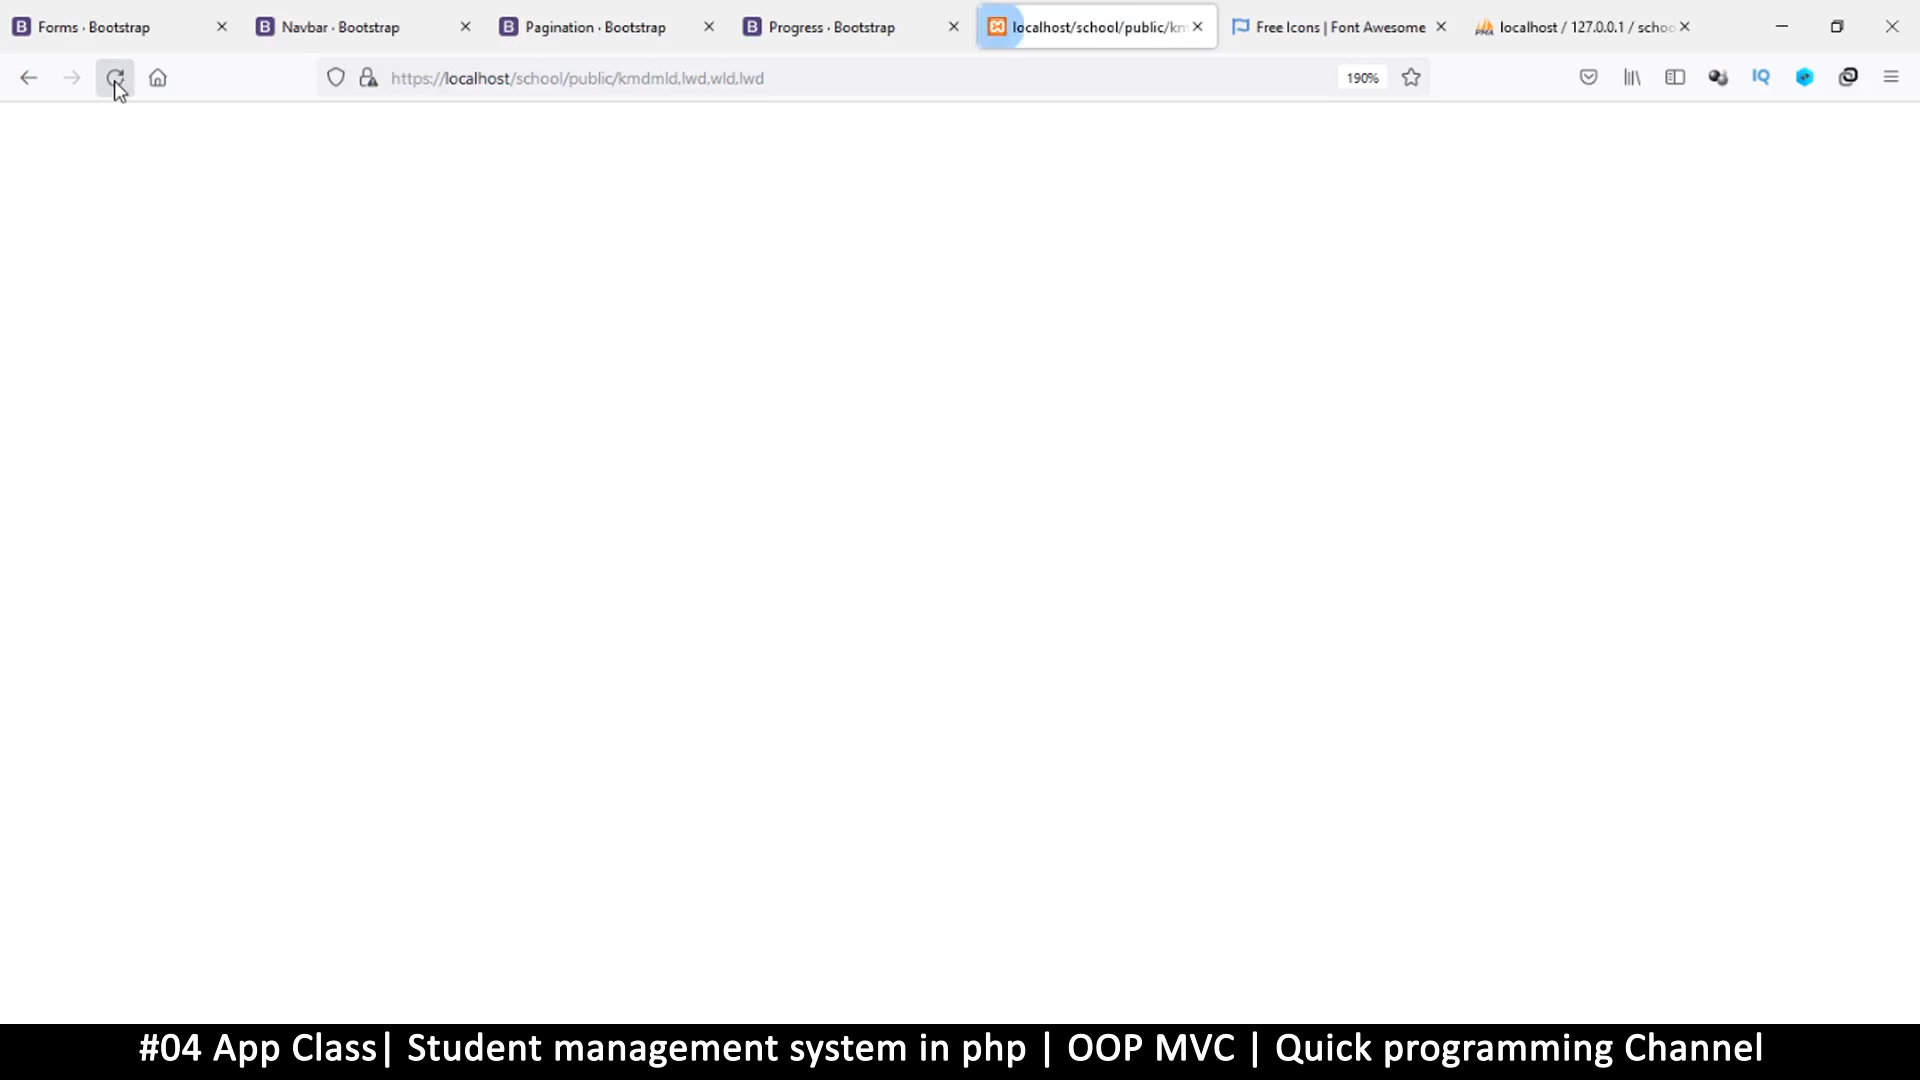 Forms · Bootstrap
Navbar · Bootstrap
Pagination · Bootstrap
Progress · Bootstrap
localhost/school/public/km
Free Icons | Font Awesome
localhost / 127.0.0.1 / schoo
https://localhost/school/public/kmdmld,lwd,wld,lwd
190%
IQ
#04 App Class| Student management system in php | OOP MVC | Quick programming Channel